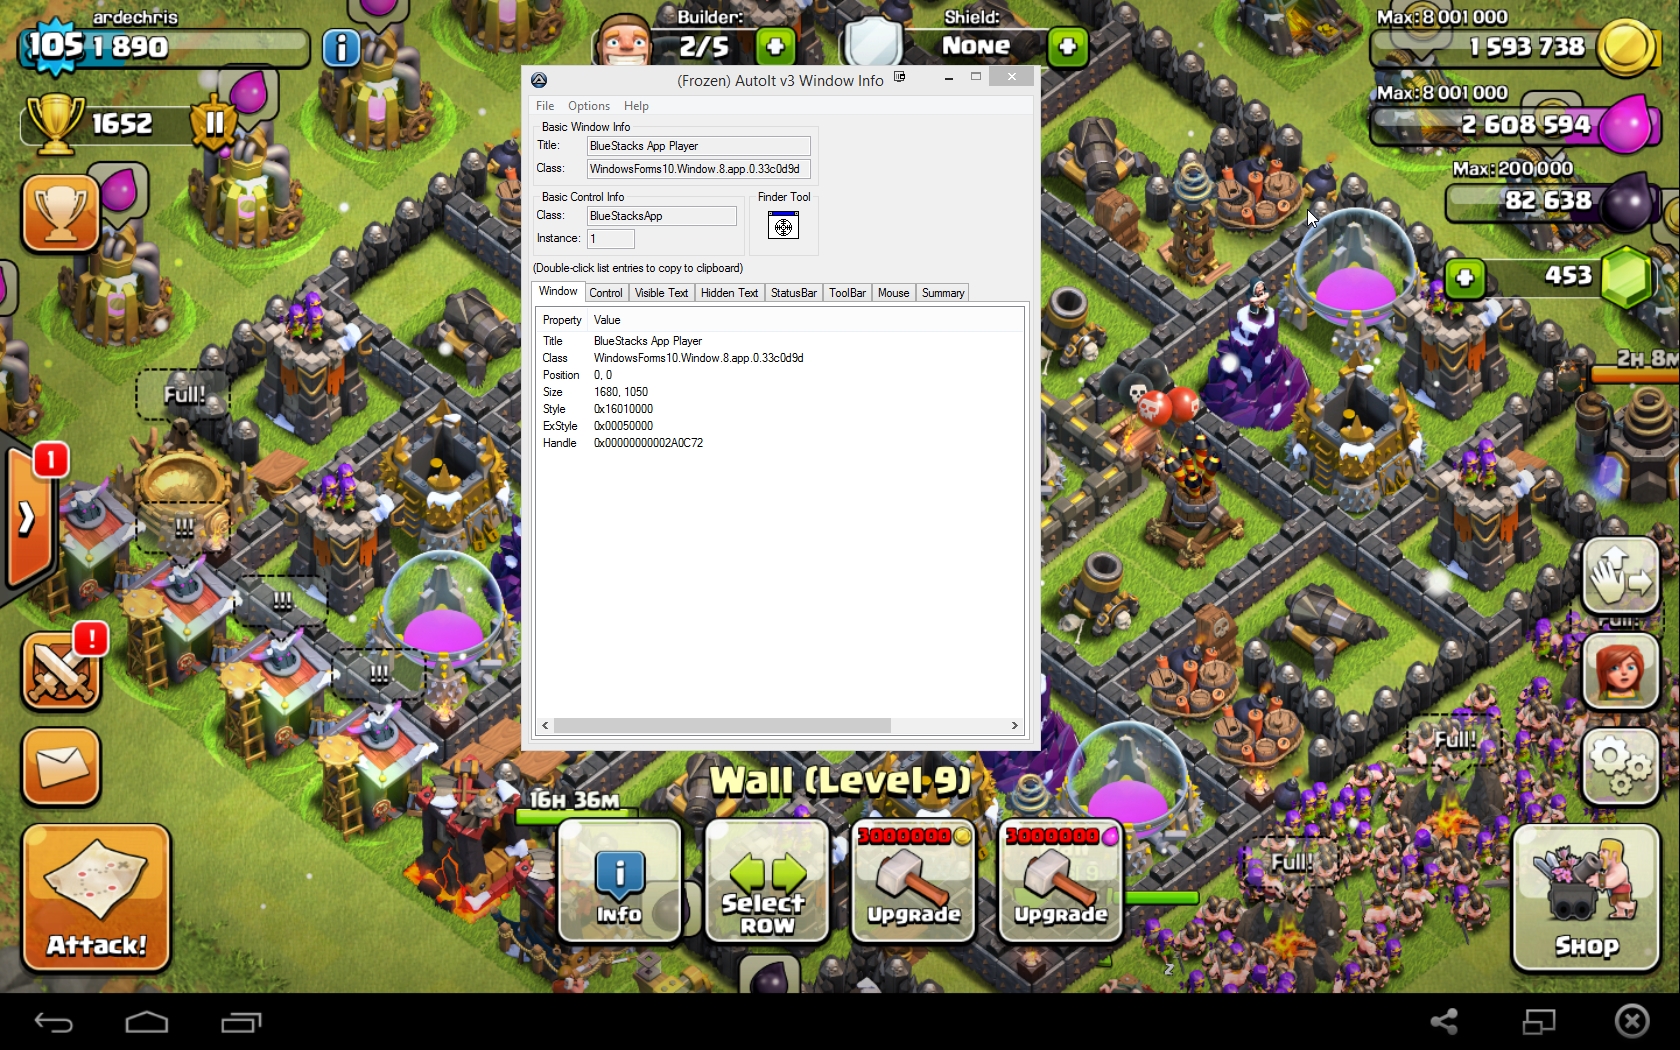 ardechris
105 1 890
1652
Builder:
2/5
Shield:
None
Max: 8 001 000
1 593 738
Max: 8 001 000
2 608 594
Max: 200 000
82 638
453
2H 8M
(Frozen) AutoIt v3 Window Info
File Options Help
Basic Window Info
Title: BlueStacks App Player
Class: WindowsForms10.Window.8.app.0.33c0d9d
Basic Control Info
Class: BlueStacksApp
Instance: 1
Finder Tool
(Double-click list entries to copy to clipboard)
Window Control Visible Text Hidden Text StatusBar ToolBar Mouse Summary
Property Value
Title BlueStacks App Player
Class WindowsForms10.Window.8.app.0.33c0d9d
Position 0, 0
Size 1680, 1050
Style 0x16010000
ExStyle 0x00050000
Handle 0x00000000002A0C72
Full!
1
!!!
!!!
!!!
!
Full!
Full!
Full!
Wall (Level 9)
16H 36M
Info
Select
Row
3000000
Upgrade
3000000
Upgrade
Attack!
Shop
z